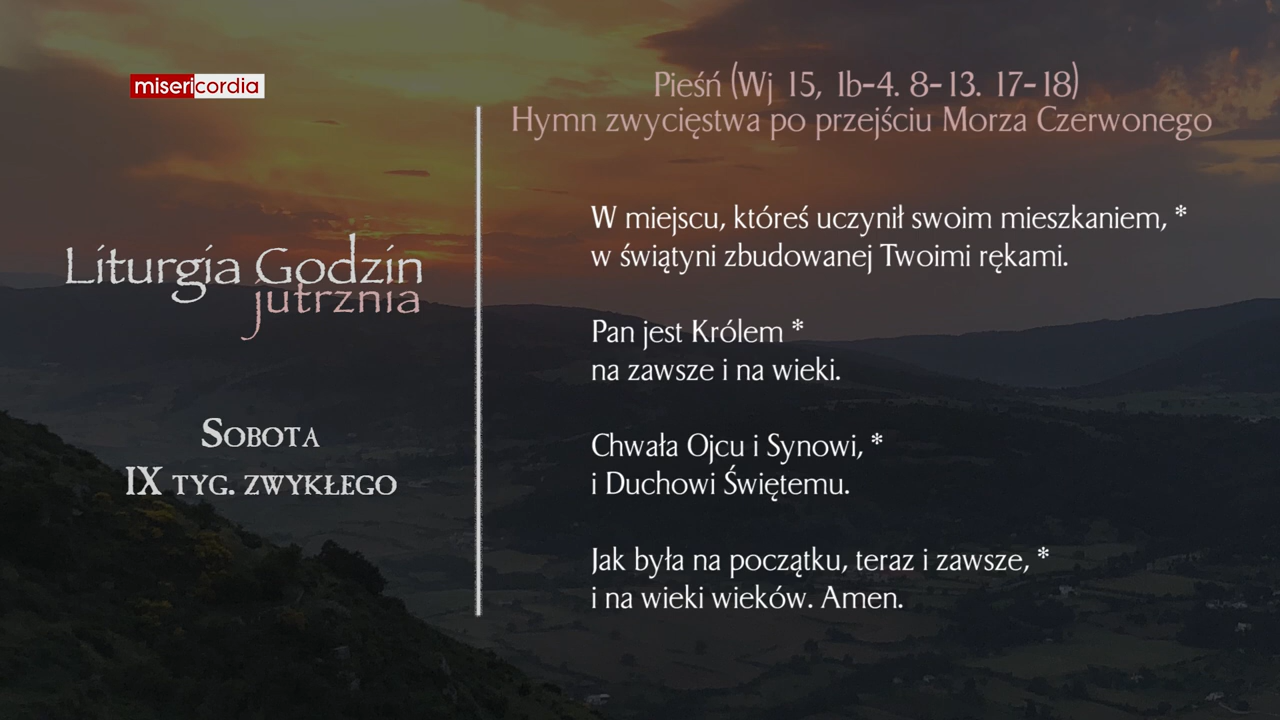 misericordia
Liturgia Godzin
jutrznia
Sobota
IX tyg. zwykłego
Pieśń (Wj 15, 1b-4. 8-13. 17-18)
Hymn zwycięstwa po przejściu Morza Czerwonego
W miejscu, któreś uczynił swoim mieszkaniem, *
w świątyni zbudowanej Twoimi rękami.
Pan jest Królem *
na zawsze i na wieki.
Chwała Ojcu i Synowi, *
i Duchowi Świętemu.
Jak była na początku, teraz i zawsze, *
i na wieki wieków. Amen.